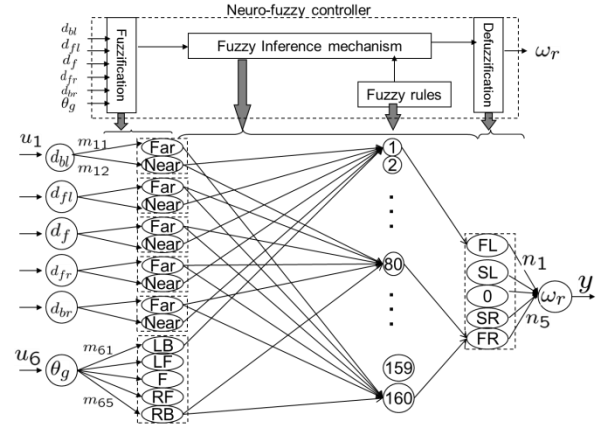 Neuro-fuzzy controller
d_bl
d_fl
d_f
d_fr
d_br
θ_g
Fuzzification
Fuzzy Inference mechanism
Fuzzy rules
Defuzzification
ω_r
u_1
d_bl
m_11
m_12
Far
Near
d_fl
Far
Near
d_f
Far
Near
d_fr
Far
Near
d_br
Far
Near
u_6
θ_g
m_61
m_65
LB
LF
F
RF
RB
1
2
80
159
160
FL
SL
0
SR
FR
n_1
n_5
ω_r
y